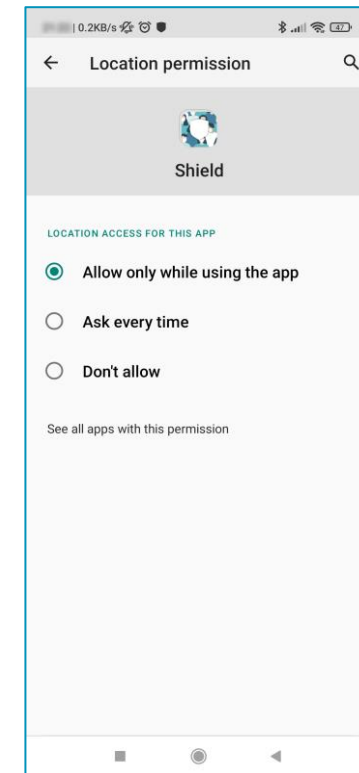 | 0.2KB/s
47
Location permission
Shield
LOCATION ACCESS FOR THIS APP
Allow only while using the app
Ask every time
Don't allow
See all apps with this permission